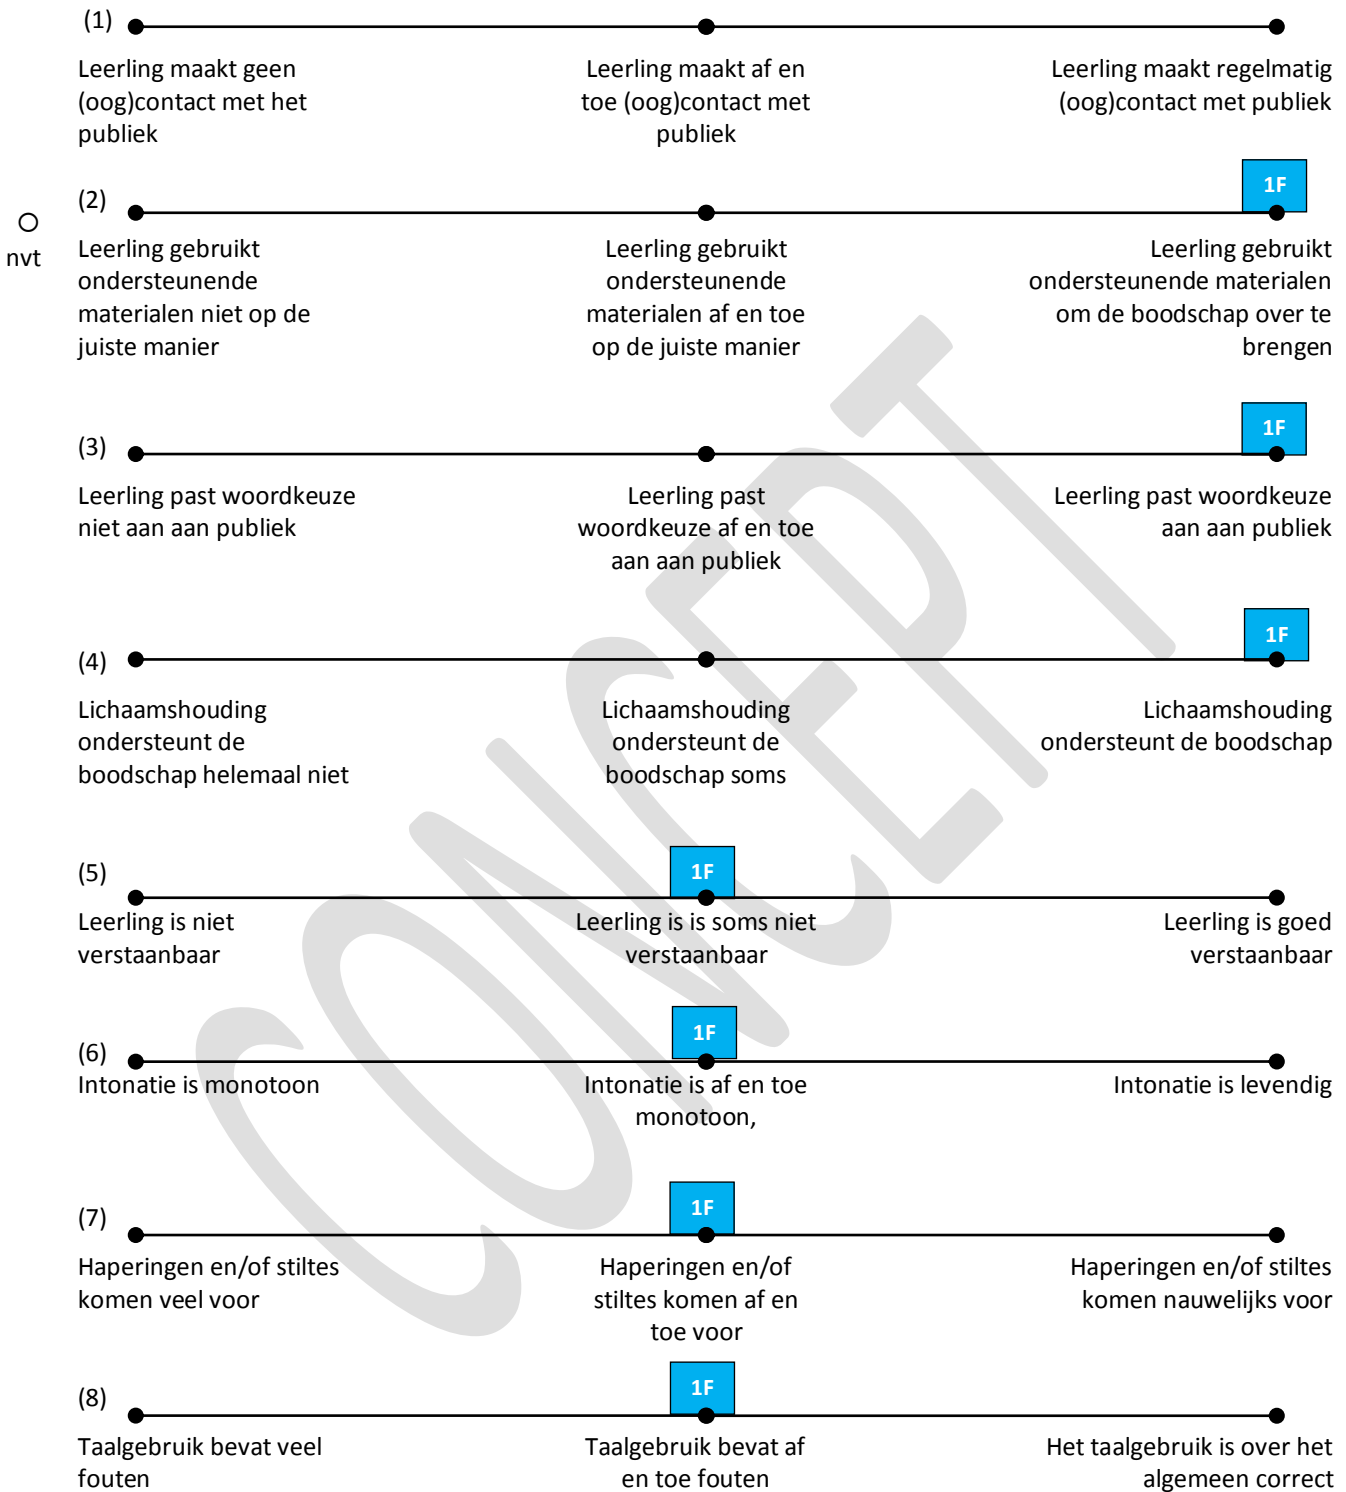 (1)
Leerling maakt geen
(oog)contact met het
publiek
Leerling maakt af en
toe (oog)contact met
publiek
Leerling maakt regelmatig
(oog)contact met publiek
1F
(2)
nvt
Leerling gebruikt
ondersteunende
materialen niet op de
juiste manier
Leerling gebruikt
ondersteunende
materialen af en toe
op de juiste manier
Leerling gebruikt
ondersteunende materialen
om de boodschap over te
brengen
1F
(3)
Leerling past woordkeuze
niet aan aan publiek
Leerling past
woordkeuze af en toe
aan aan publiek
Leerling past woordkeuze
aan aan publiek
1F
(4)
Lichaamshouding
ondersteunt de
boodschap helemaal niet
Lichaamshouding
ondersteunt de
boodschap soms
Lichaamshouding
ondersteunt de boodschap
1F
(5)
Leerling is niet
verstaanbaar
Leerling is is soms niet
verstaanbaar
Leerling is goed
verstaanbaar
1F
(6)
Intonatie is monotoon
Intonatie is af en toe
monotoon,
Intonatie is levendig
1F
(7)
Haperingen en/of stiltes
komen veel voor
Haperingen en/of
stiltes komen af en
toe voor
Haperingen en/of stiltes
komen nauwelijks voor
1F
(8)
Taalgebruik bevat veel
fouten
Taalgebruik bevat af
en toe fouten
Het taalgebruik is over het
algemeen correct
CONCEPT